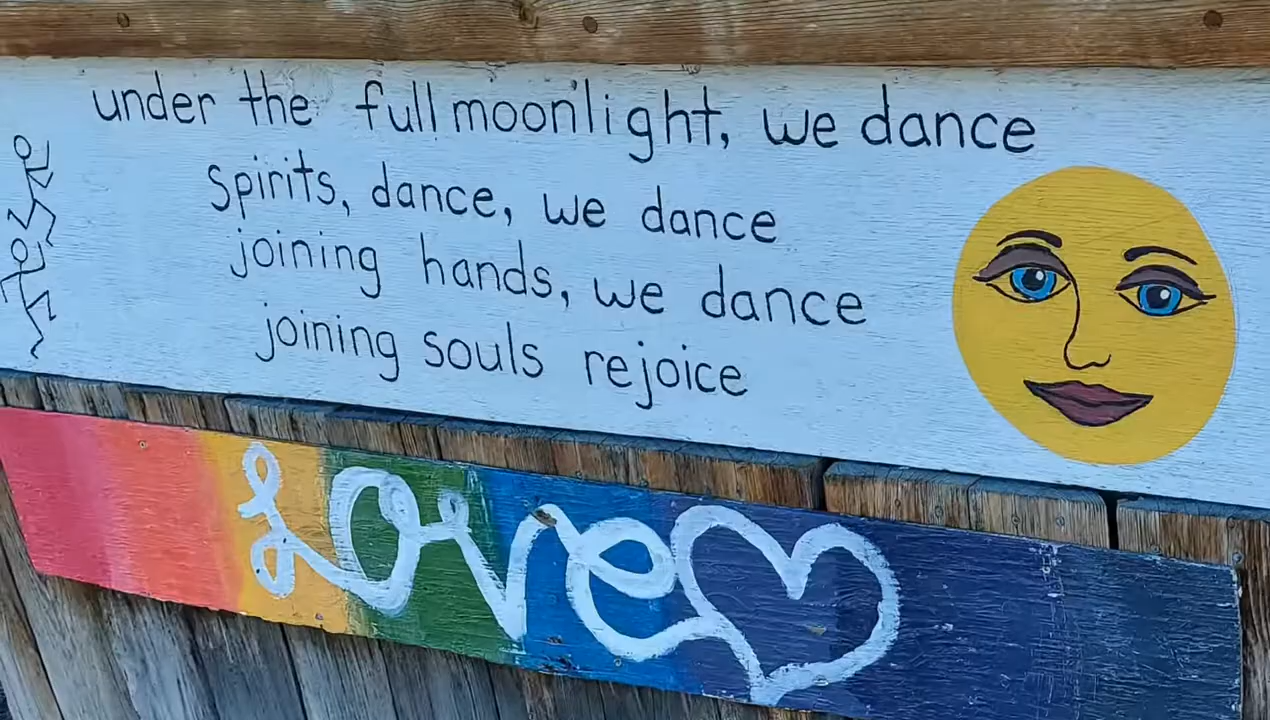 under the full moonlight, we dance
spirits, dance, we dance
joining hands, we dance
joining souls rejoice
Love